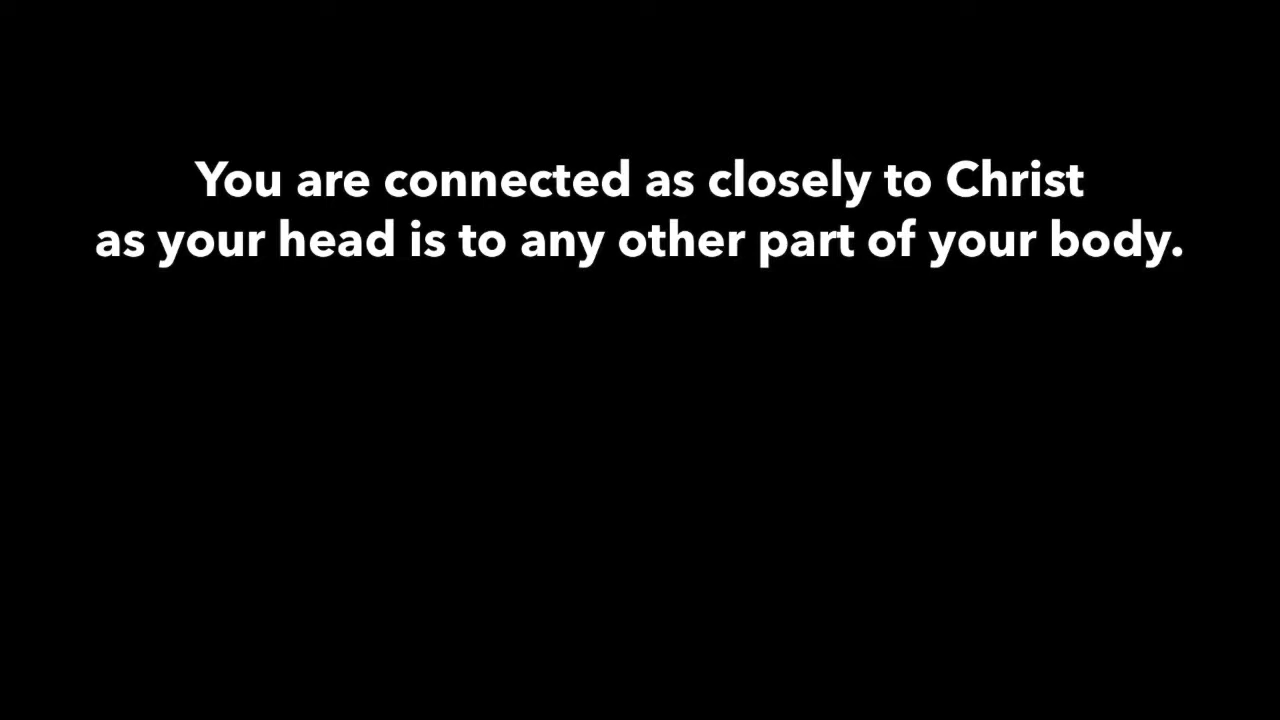 You are connected as closely to Christ
as your head is to any other part of your body.